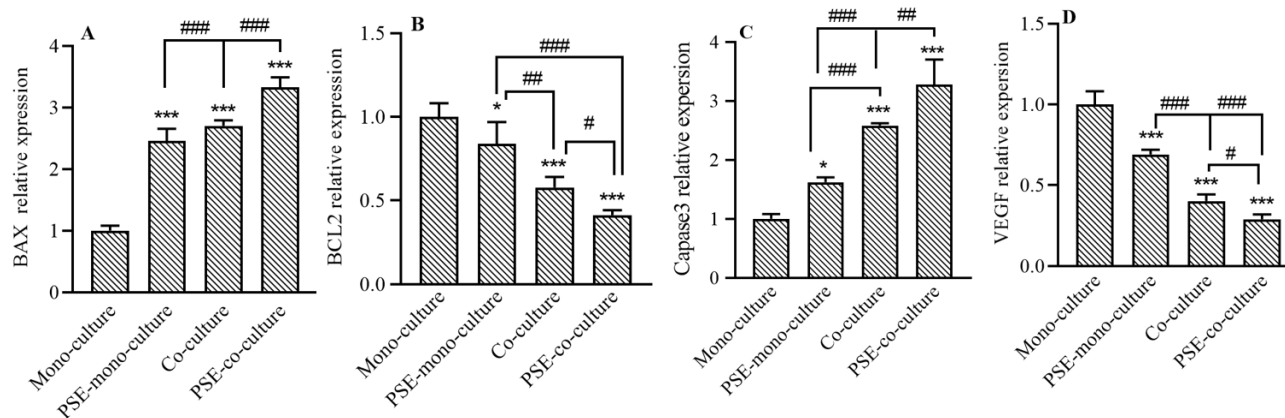 A
BAX relative xpression
4
3
2
1
0
***
***
***
###
###
Mono-culture
PSE-mono-culture
Co-culture
PSE-co-culture
B
BCL2 relative expression
1.5
1.0
0.5
0.0
*
***
***
##
###
#
Mono-culture
PSE-mono-culture
Co-culture
PSE-co-culture
C
Capase3 relative expersion
4
3
2
1
0
*
***
***
###
###
##
Mono-culture
PSE-mono-culture
Co-culture
PSE-co-culture
D
VEGF relative expression
1.5
1.0
0.5
0.0
***
***
***
###
###
#
Mono-culture
PSE-mono-culture
Co-culture
PSE-co-culture